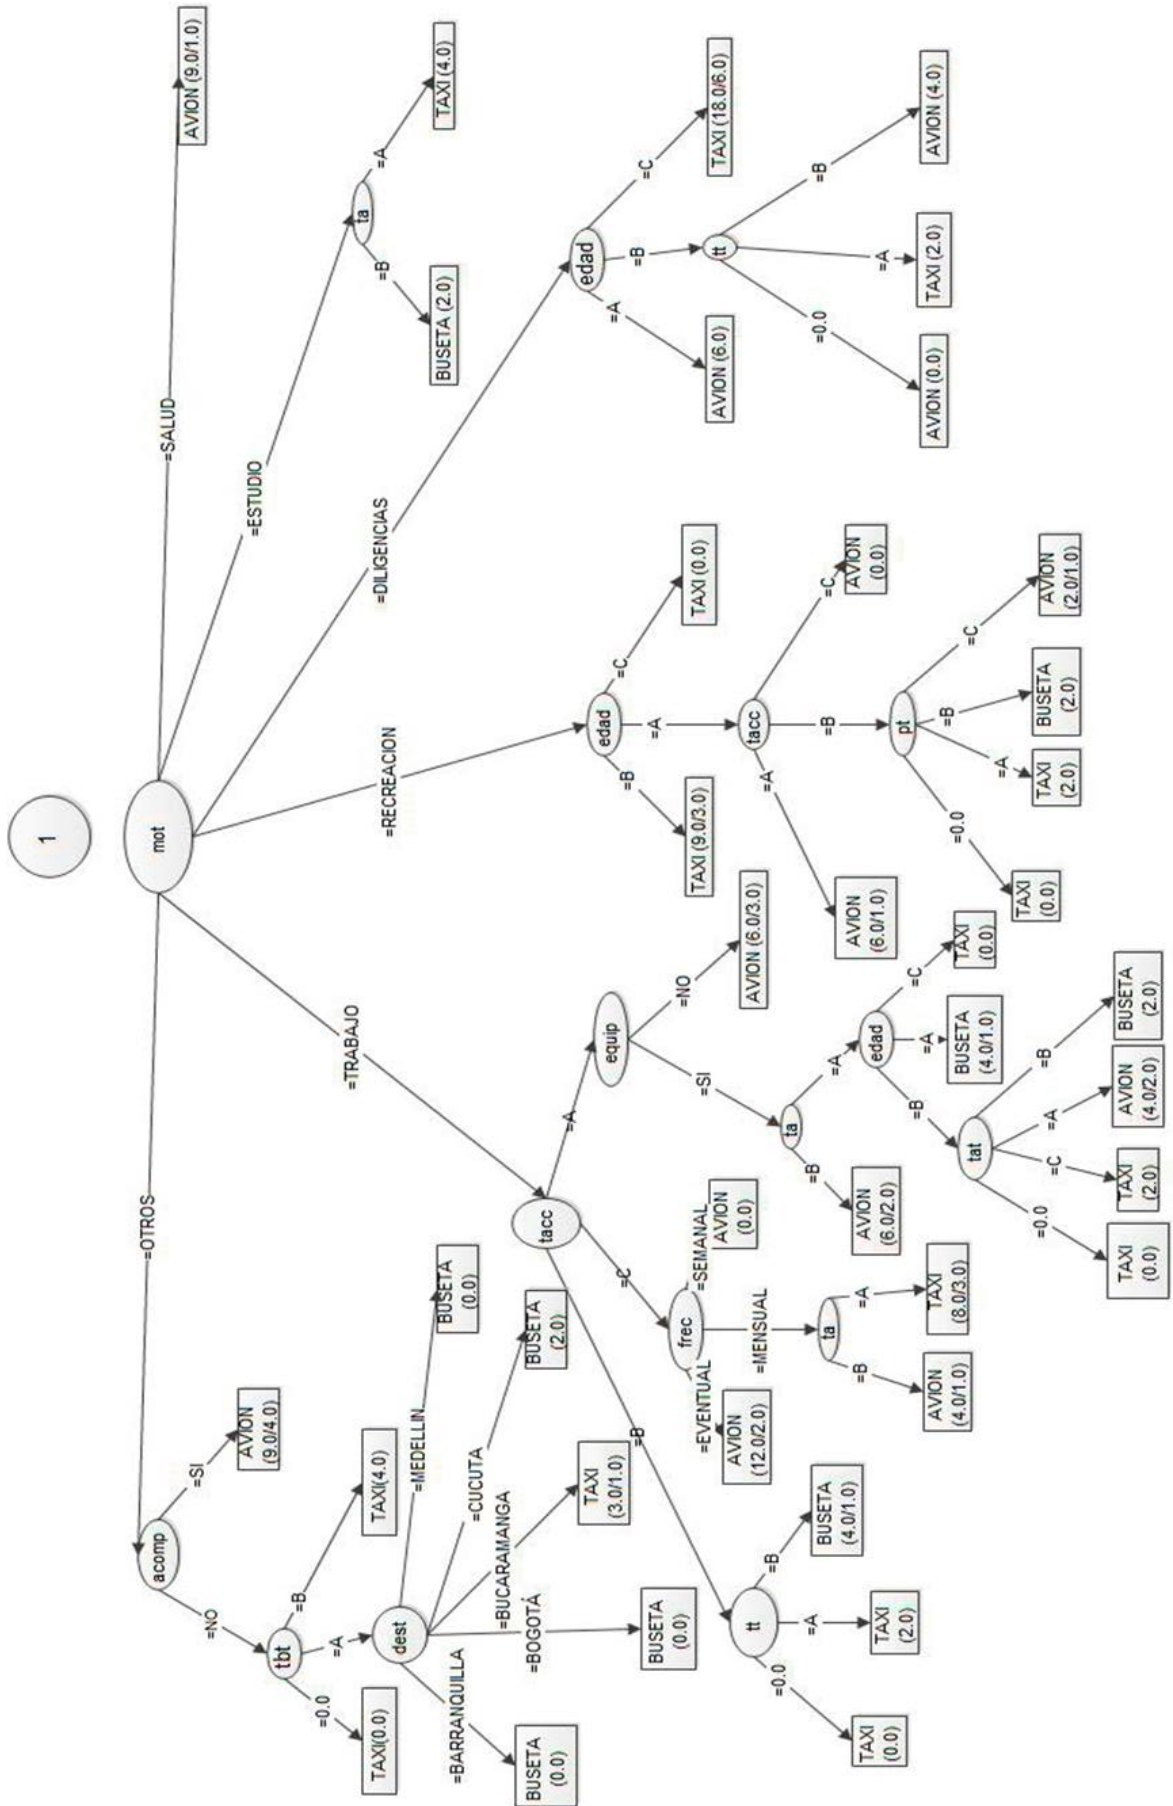 1
mot
=OTROS
=TRABAJO
=RECREACION
=DILIGENCIAS
=ESTUDIO
=SALUD
AVION (9.0/1.0)
acomp
=NO
=SI
AVION
(9.0/4.0)
tbt
=0.0
=A
=B
TAXI(0.0)
TAXI(4.0)
dest
=BARRANQUILLA
=BOGOTÁ
=BUCARAMANGA
=CUCUTA
=MEDELLIN
BUSETA
(0.0)
BUSETA
(0.0)
TAXI
(3.0/1.0)
BUSETA
(2.0)
BUSETA
(0.0)
tacc
=B
=C
=A
tt
=0.0
=A
=B
TAXI
(0.0)
TAXI
(2.0)
BUSETA
(4.0/1.0)
frec
=EVENTUAL
=MENSUAL
=SEMANAL
AVION
(12.0/2.0)
AVION
(0.0)
ta
=B
=A
AVION
(4.0/1.0)
TAXI
(8.0/3.0)
equip
=SI
=NO
AVION (6.0/3.0)
ta
=B
=A
AVION
(6.0/2.0)
edad
=B
=A
=C
BUSETA
(4.0/1.0)
TAXI
(0.0)
tat
=0.0
=C
=A
=B
TAXI
(0.0)
TAXI
(2.0)
AVION
(4.0/2.0)
BUSETA
(2.0)
edad
=B
=A
=C
TAXI (9.0/3.0)
TAXI (0.0)
tacc
=A
=B
=C
AVION
(6.0/1.0)
AVION
(0.0)
pt
=0.0
=A
=B
=C
TAXI
(0.0)
TAXI
(2.0)
BUSETA
(2.0)
AVION
(2.0/1.0)
edad
=A
=B
=C
AVION (6.0)
TAXI (18.0/6.0)
tt
=0.0
=A
=B
AVION (0.0)
TAXI (2.0)
AVION (4.0)
ta
=B
=A
BUSETA (2.0)
TAXI (4.0)